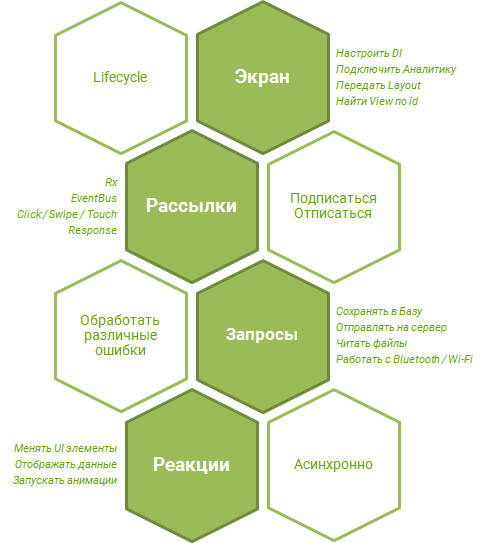 Lifecycle
Экран
Настроить DI
Подключить Аналитику
Передать Layout
Найти View по id
Rx
EventBus
Click / Swipe / Touch
Response
Рассылки
Подписаться
Отписаться
Обработать
различные
ошибки
Запросы
Сохранять в Базу
Отправлять на сервер
Читать файлы
Работать с Bluetooth / Wi-Fi
Менять UI элементы
Отображать данные
Запускать анимации
Реакции
Асинхронно